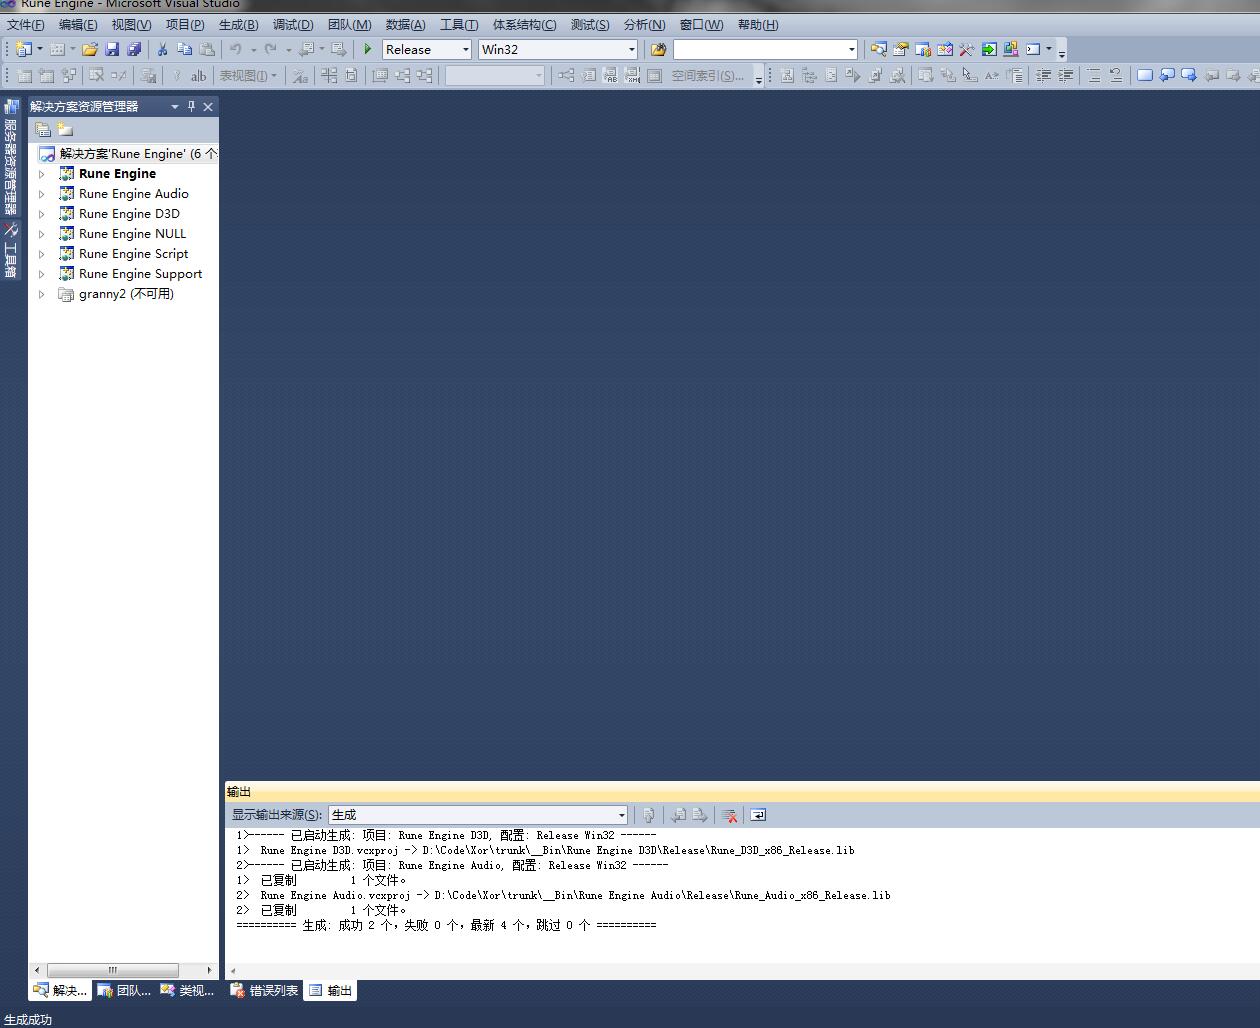 Rune Engine - Microsoft Visual Studio
文件(F) 编辑(E) 视图(V) 项目(P) 生成(B) 调试(D) 团队(M) 数据(A) 工具(T) 体系结构(C) 测试(S) 分析(N) 窗口(W) 帮助(H)
Release Win32
abl 表视图(I) 空间索引(S)...
服务器资源管理器
工具箱
解决方案资源管理器
解决方案'Rune Engine' (6 个
Rune Engine
Rune Engine Audio
Rune Engine D3D
Rune Engine NULL
Rune Engine Script
Rune Engine Support
granny2 (不可用)
输出
显示输出来源(S): 生成
1>------ 已启动生成: 项目: Rune Engine D3D, 配置: Release Win32 ------
1> Rune Engine D3D.vcxproj -> D:\Code\Xor\trunk\__Bin\Rune Engine D3D\Release\Rune_D3D_x86_Release.lib
2>------ 已启动生成: 项目: Rune Engine Audio, 配置: Release Win32 ------
1> 已复制 1 个文件。
2> Rune Engine Audio.vcxproj -> D:\Code\Xor\trunk\__Bin\Rune Engine Audio\Release\Rune_Audio_x86_Release.lib
2> 已复制 1 个文件。
========== 生成: 成功 2 个，失败 0 个，最新 4 个，跳过 0 个 ==========
解决... 团队... 类视... 错误列表 输出
生成成功